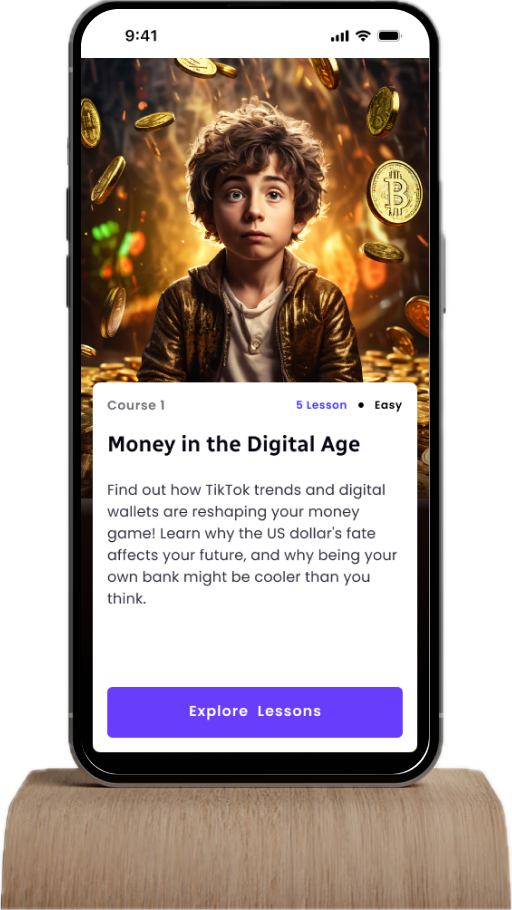 9:41
Course 1
5 Lesson • Easy
Money in the Digital Age
Find out how TikTok trends and digital
wallets are reshaping your money
game! Learn why the US dollar's fate
affects your future, and why being your
own bank might be cooler than you
think.
Explore Lessons